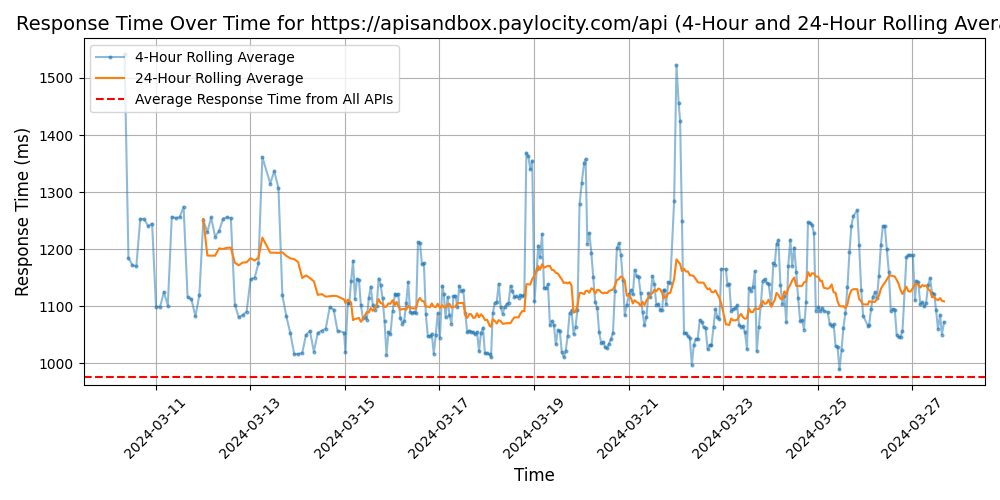 Response Time Over Time for https://apisandbox.paylocity.com/api (4-Hour and 24-Hour Rolling Avera
4-Hour Rolling Average
24-Hour Rolling Average
Average Response Time from All APIs
Response Time (ms)
1500
1400
1300
1200
1100
1000
2024-03-11
2024-03-13
2024-03-15
2024-03-17
2024-03-19
2024-03-21
2024-03-23
2024-03-25
2024-03-27
Time